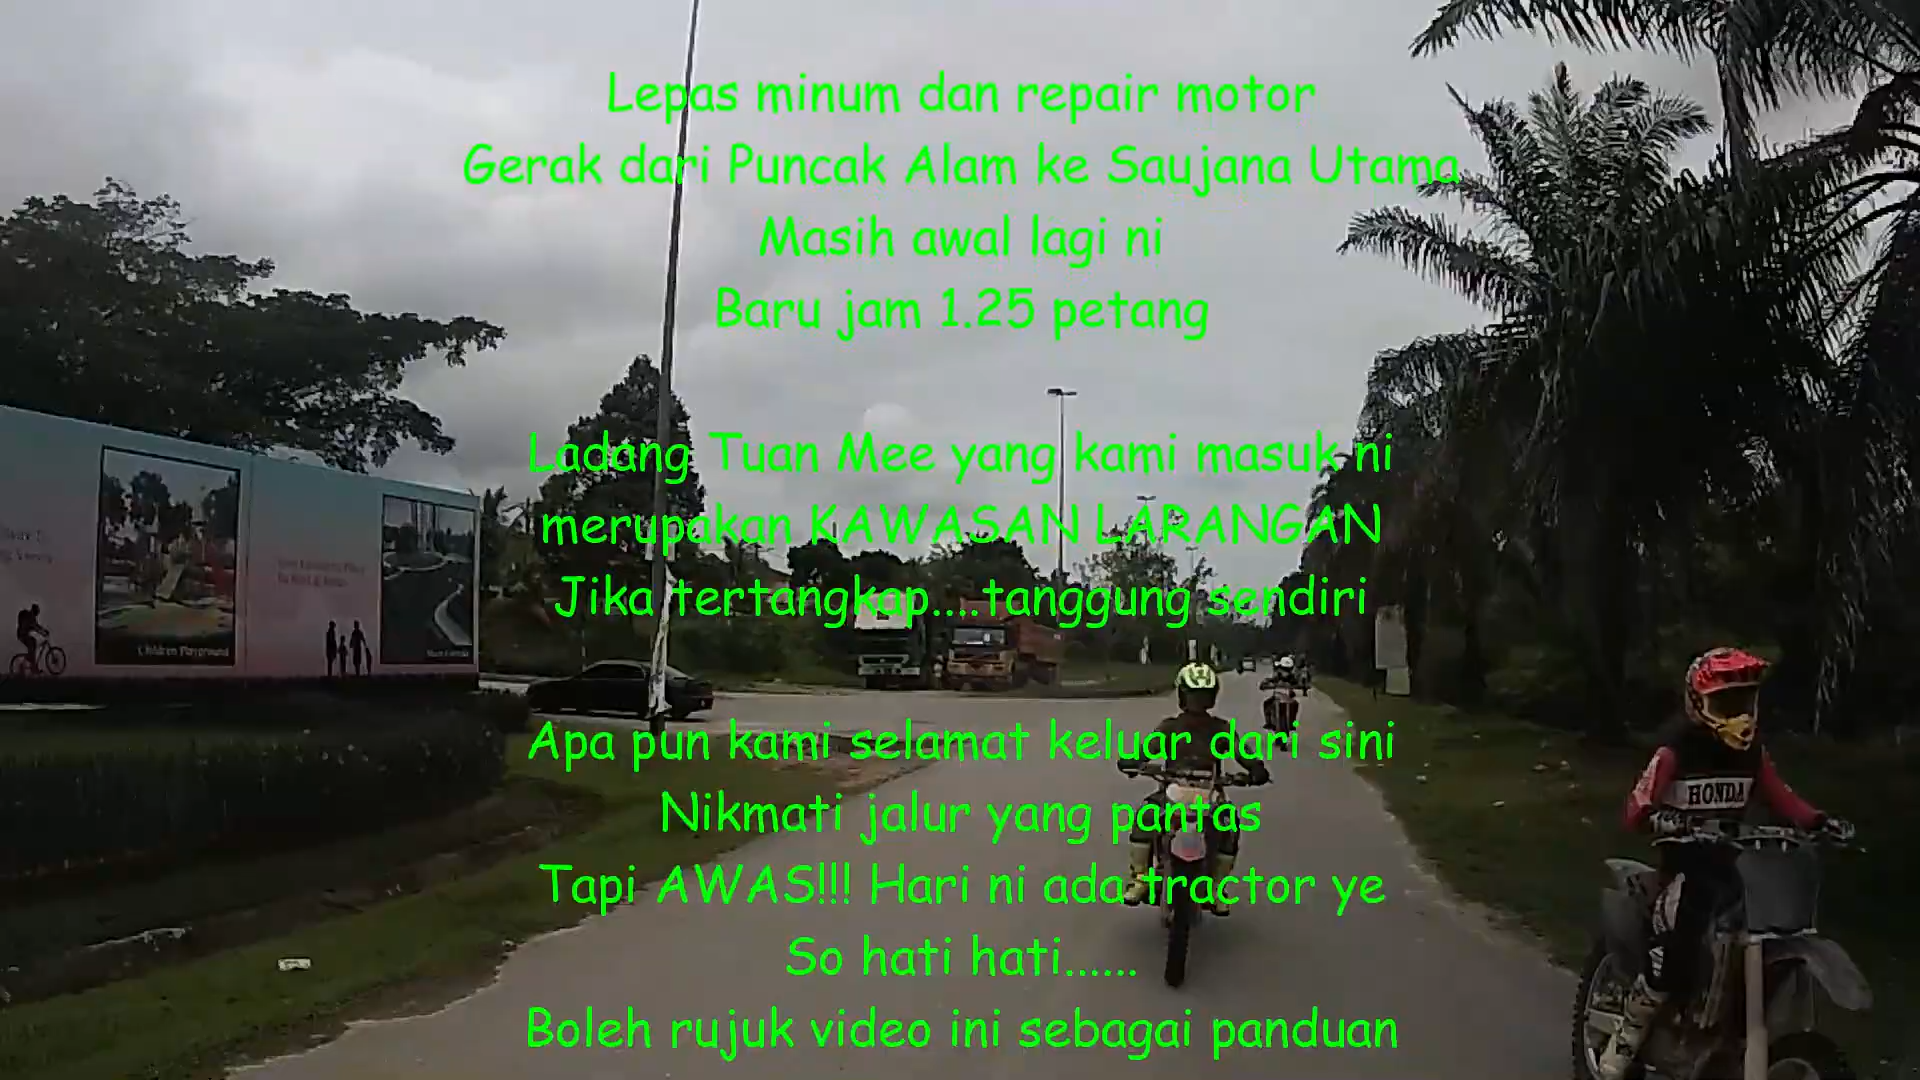 Lepas minum dan repair motor
Gerak dari Puncak Alam ke Saujana Utama
Masih awal lagi ni
Baru jam 1.25 petang
Ladang Tuan Mee yang kami masuk ni
merupakan KAWASAN LARANGAN
Jika tertangkap....tanggung sendiri
Apa pun kami selamat keluar dari sini
Nikmati jalur yang pantas
Tapi AWAS!!! Hari ni ada tractor ye
So hati hati......
Boleh rujuk video ini sebagai panduan
Children Playground
HONDA